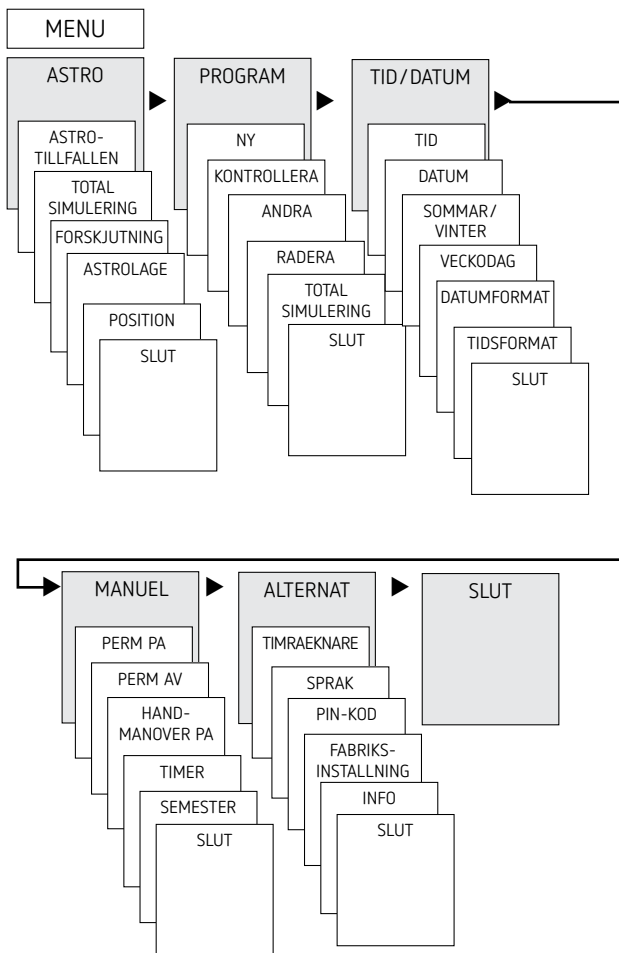 MENU
ASTRO
ASTRO-
TILLFALLEN
TOTAL
SIMULERING
FORSKJUTNING
ASTROLAGE
POSITION
SLUT
PROGRAM
NY
KONTROLLERA
ANDRA
RADERA
TOTAL
SIMULERING
SLUT
TID/DATUM
TID
DATUM
SOMMAR/
VINTER
VECKODAG
DATUMFORMAT
TIDSFORMAT
SLUT
MANUEL
PERM PA
PERM AV
HAND-
MANOVER PA
TIMER
SEMESTER
SLUT
ALTERNAT
TIMRAEKNARE
SPRAK
PIN-KOD
FABRIKS-
INSTALLNING
INFO
SLUT
SLUT